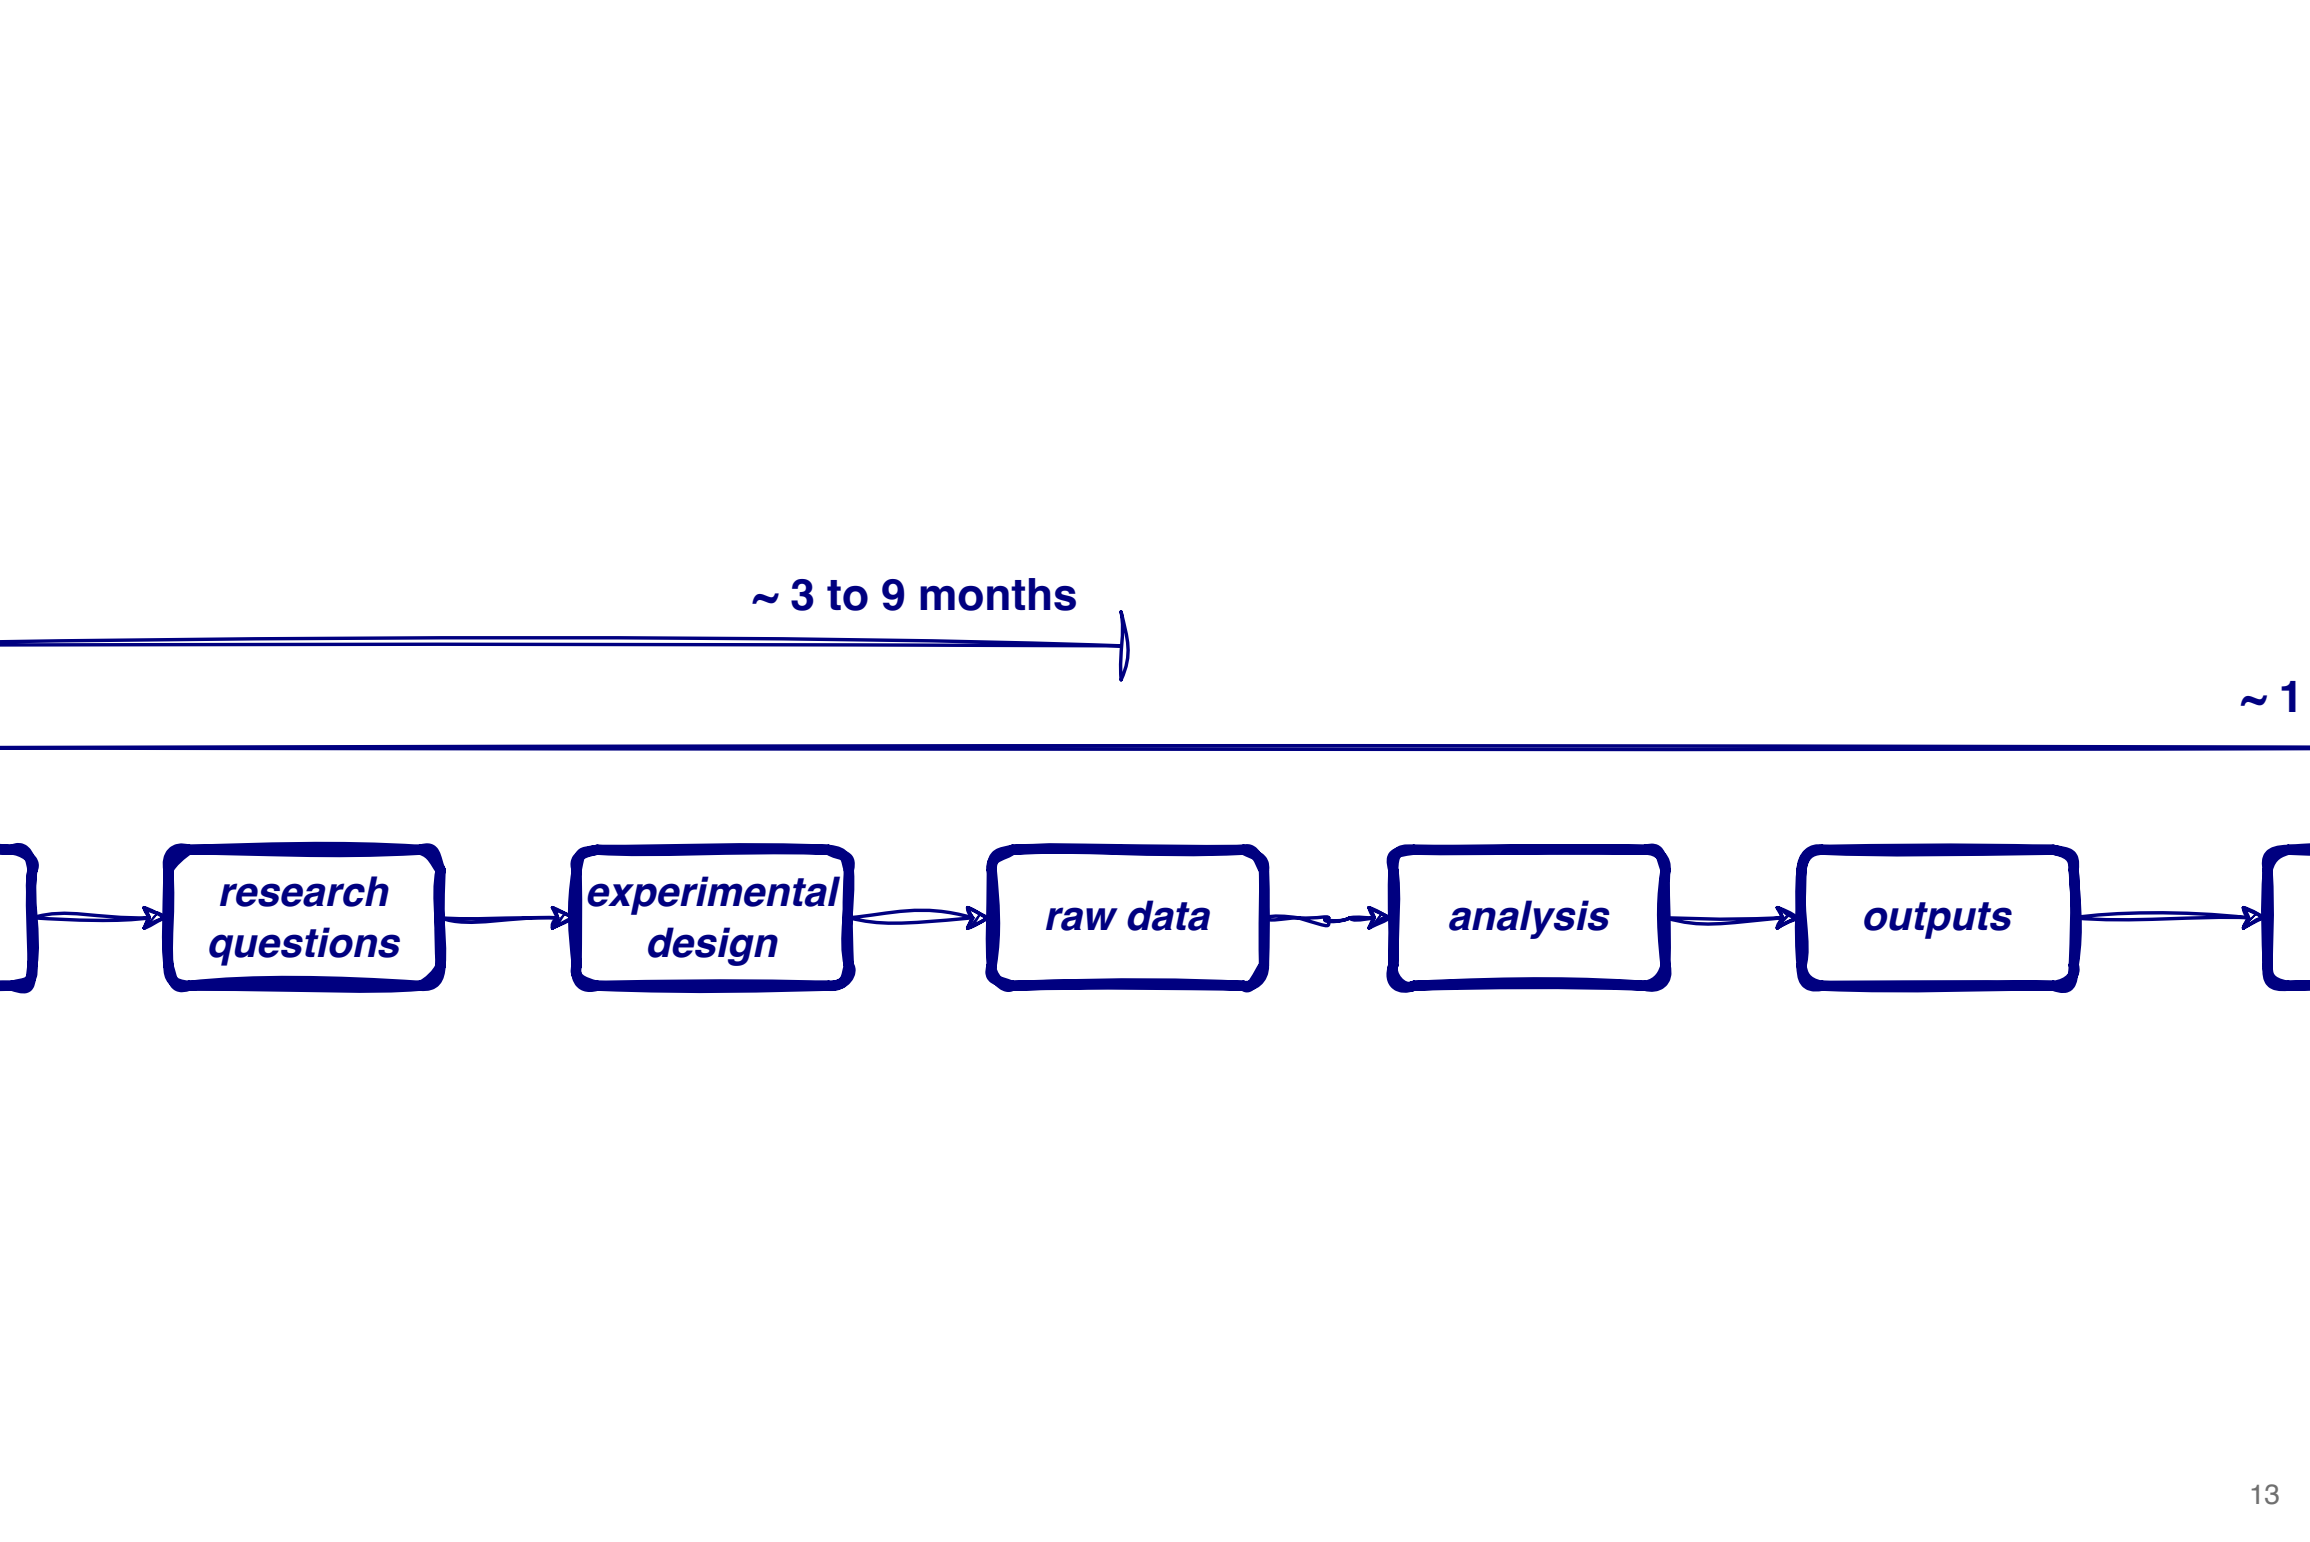 ~ 3 to 9 months
~ 1
research
questions
experimental
design
raw data
analysis
outputs
13